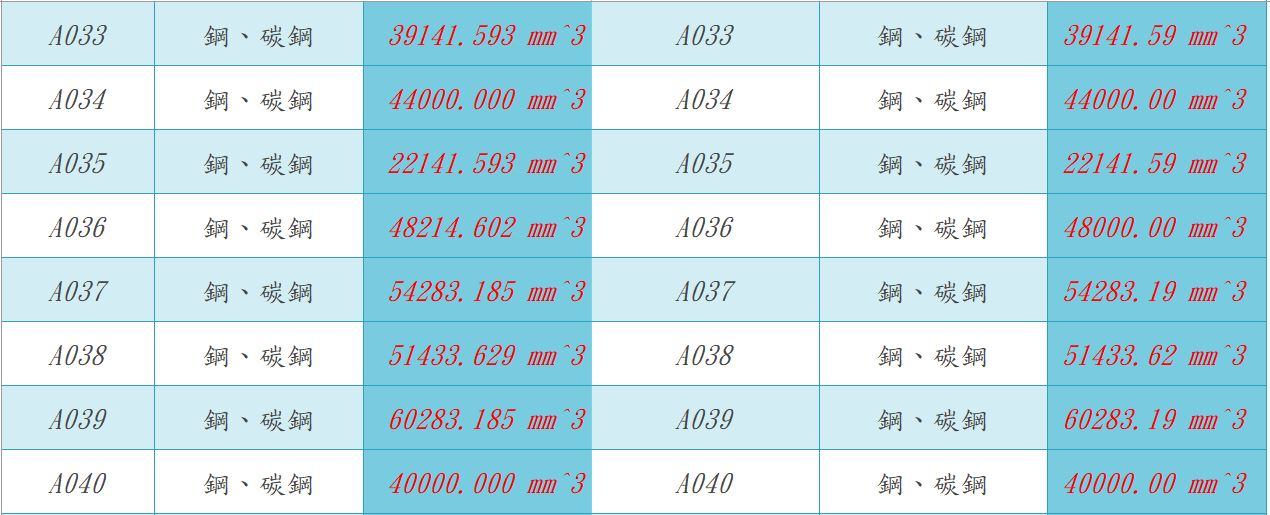 A033 鋼、碳鋼 39141.593 mm^3 A033 鋼、碳鋼 39141.59 mm^3
A034 鋼、碳鋼 44000.000 mm^3 A034 鋼、碳鋼 44000.00 mm^3
A035 鋼、碳鋼 22141.593 mm^3 A035 鋼、碳鋼 22141.59 mm^3
A036 鋼、碳鋼 48214.602 mm^3 A036 鋼、碳鋼 48000.00 mm^3
A037 鋼、碳鋼 54283.185 mm^3 A037 鋼、碳鋼 54283.19 mm^3
A038 鋼、碳鋼 51433.629 mm^3 A038 鋼、碳鋼 51433.62 mm^3
A039 鋼、碳鋼 60283.185 mm^3 A039 鋼、碳鋼 60283.19 mm^3
A040 鋼、碳鋼 40000.000 mm^3 A040 鋼、碳鋼 40000.00 mm^3